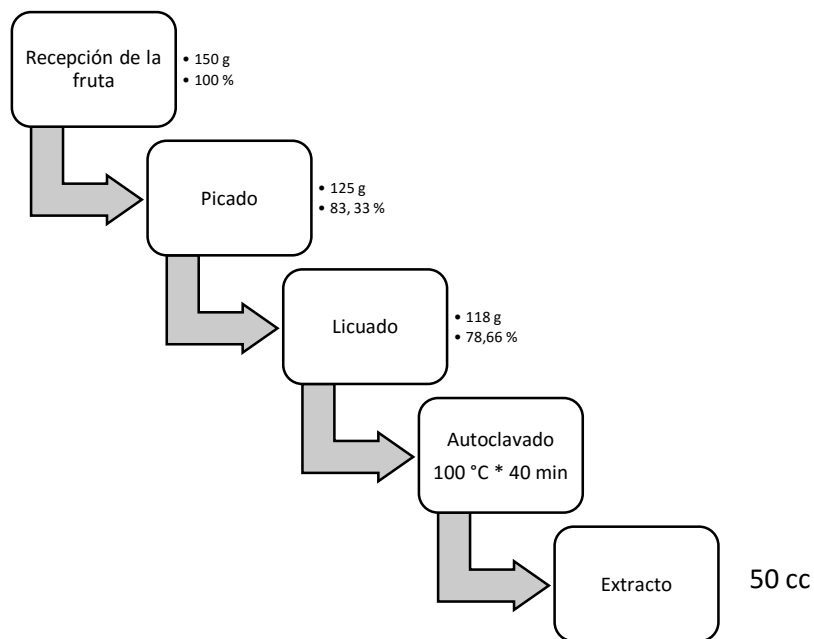 Recepción de la
fruta
• 150 g
• 100 %
Picado
• 125 g
• 83, 33 %
Licuado
• 118 g
• 78,66 %
Autoclavado
100 °C * 40 min
Extracto
50 cc